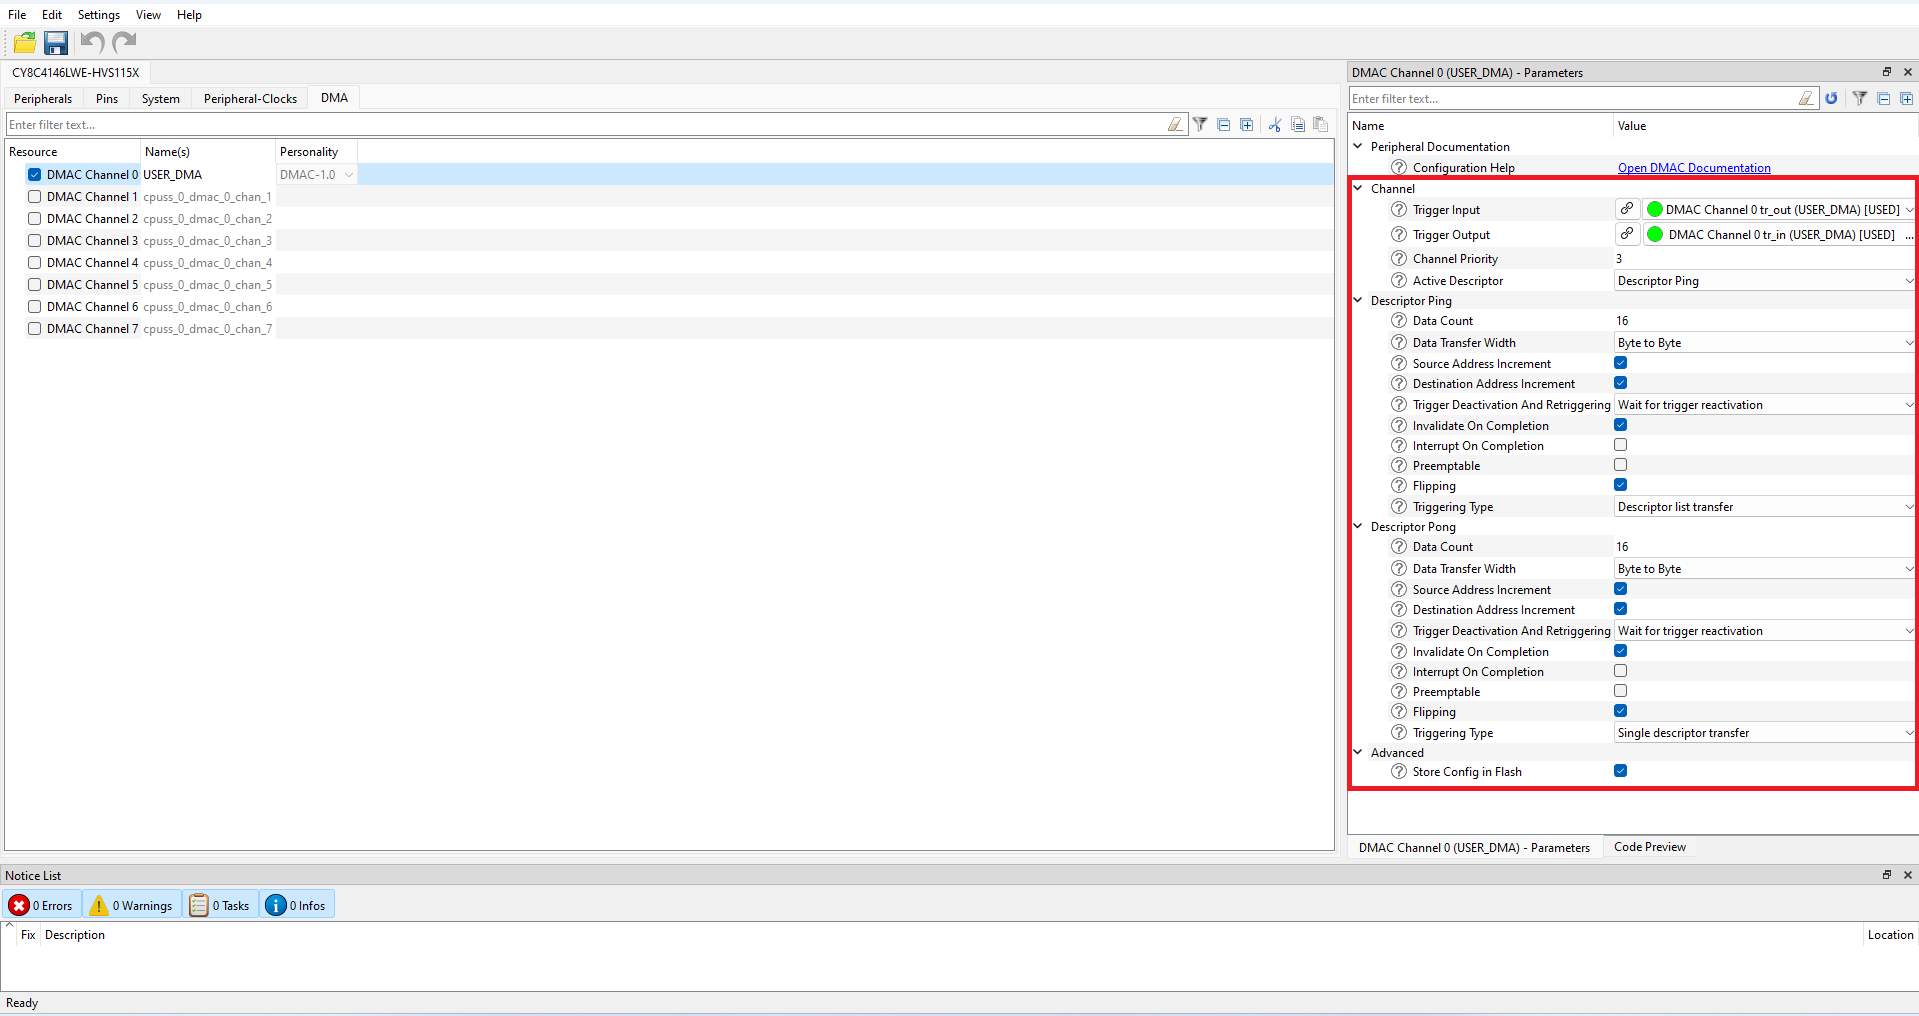 File Edit Settings View Help
CY8C4146LWE-HVS115X
Peripherals Pins System Peripheral-Clocks DMA
Enter filter text...
Resource Name(s) Personality
DMAC Channel 0 USER_DMA DMAC-1.0
DMAC Channel 1 cpuss_0_dmac_0_chan_1
DMAC Channel 2 cpuss_0_dmac_0_chan_2
DMAC Channel 3 cpuss_0_dmac_0_chan_3
DMAC Channel 4 cpuss_0_dmac_0_chan_4
DMAC Channel 5 cpuss_0_dmac_0_chan_5
DMAC Channel 6 cpuss_0_dmac_0_chan_6
DMAC Channel 7 cpuss_0_dmac_0_chan_7
DMAC Channel 0 (USER_DMA) - Parameters
Enter filter text...
Name Value
Peripheral Documentation
Configuration Help Open DMAC Documentation
Channel
Trigger Input DMAC Channel 0 tr_out (USER_DMA) [USED]
Trigger Output DMAC Channel 0 tr_in (USER_DMA) [USED] ...
Channel Priority 3
Active Descriptor Descriptor Ping
Descriptor Ping
Data Count 16
Data Transfer Width Byte to Byte
Source Address Increment
Destination Address Increment
Trigger Deactivation And Retriggering Wait for trigger reactivation
Invalidate On Completion
Interrupt On Completion
Preemptable
Flipping
Triggering Type Descriptor list transfer
Descriptor Pong
Data Count 16
Data Transfer Width Byte to Byte
Source Address Increment
Destination Address Increment
Trigger Deactivation And Retriggering Wait for trigger reactivation
Invalidate On Completion
Interrupt On Completion
Preemptable
Flipping
Triggering Type Single descriptor transfer
Advanced
Store Config in Flash
DMAC Channel 0 (USER_DMA) - Parameters Code Preview
Notice List
0 Errors 0 Warnings 0 Tasks 0 Infos
Fix Description Location
Ready